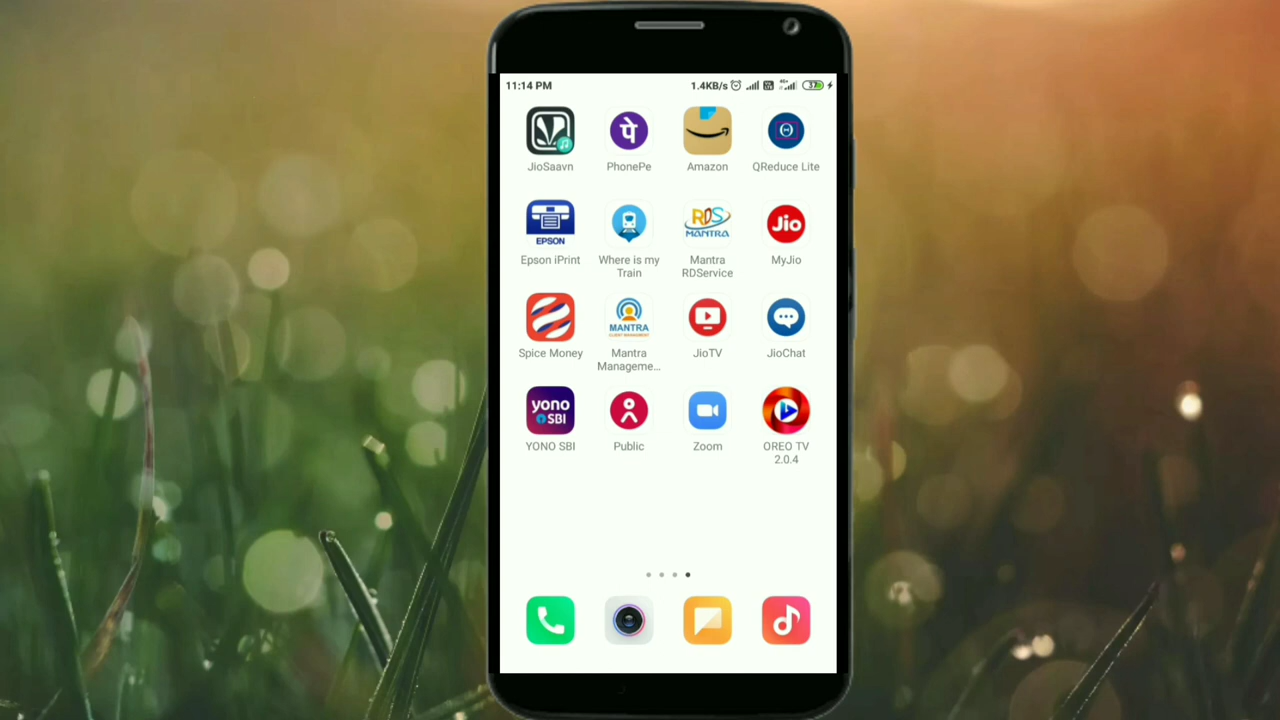 11:14 PM 1.4KB/s 37
JioSaavn PhonePe Amazon QReduce Lite
पे
EPSON RDS MANTRA Jio
Epson iPrint Where is my Train Mantra RDService MyJio
MANTRA
Spice Money Mantra Manageme... JioTV JioChat
yono SBI
YONO SBI Public Zoom OREO TV 2.0.4